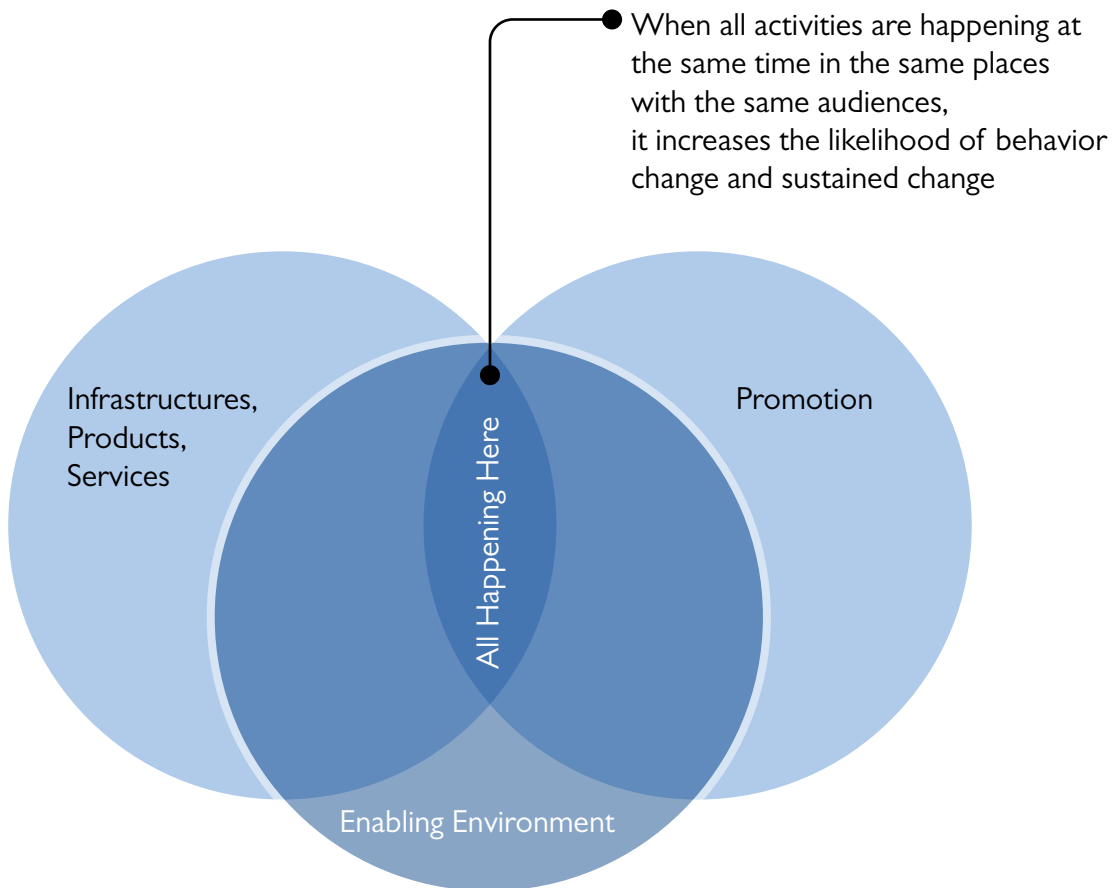 When all activities are happening at
the same time in the same places
with the same audiences,
it increases the likelihood of behavior
change and sustained change
Infrastructures,
Products,
Services
Promotion
All Happening Here
Enabling Environment